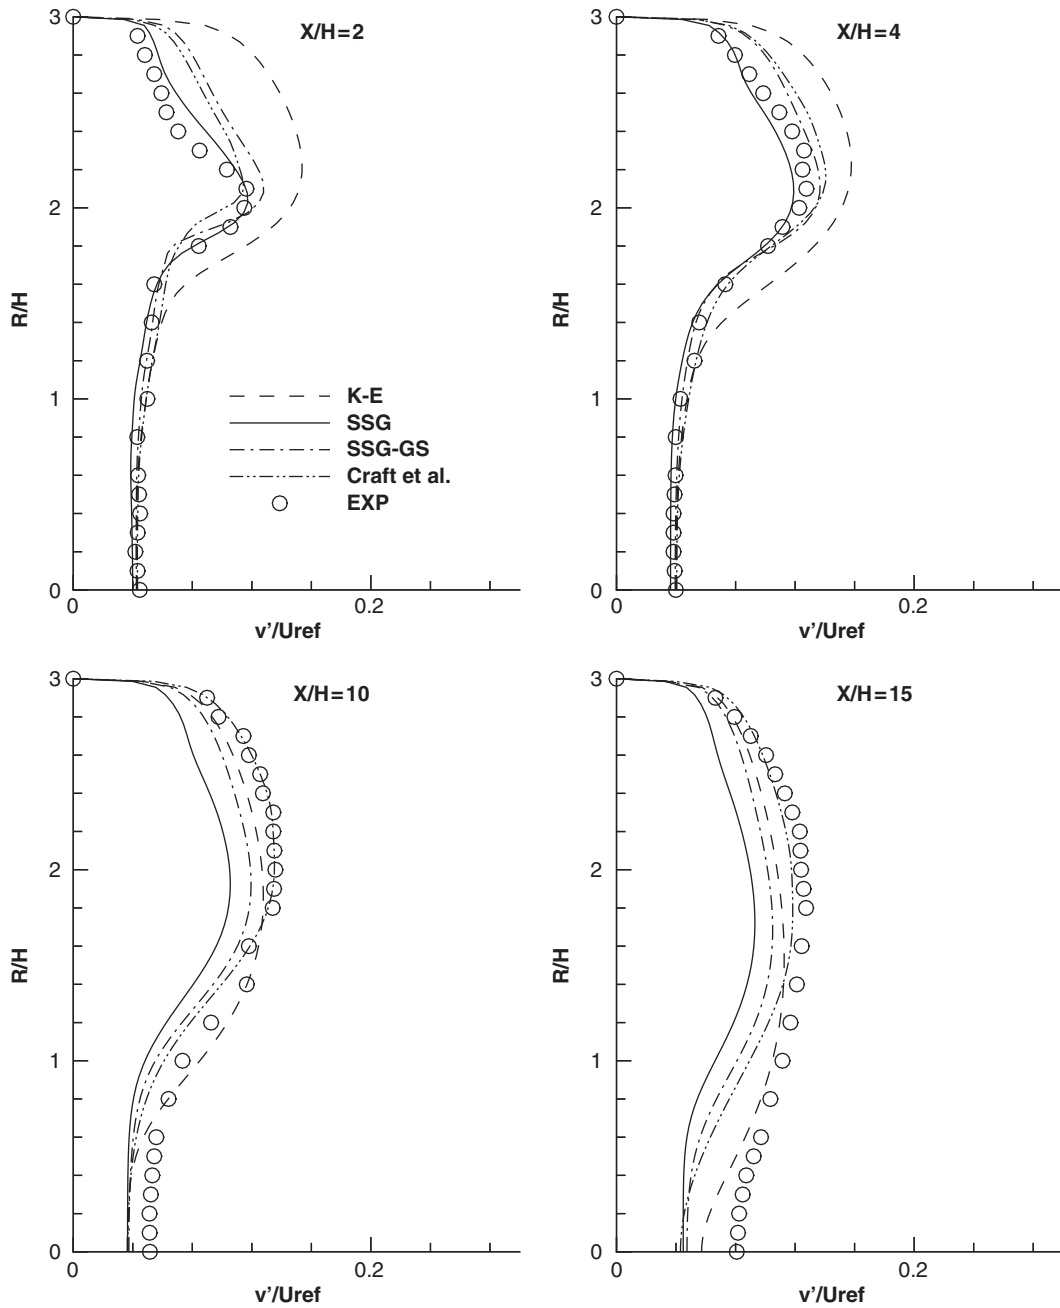 X/H=2
3
2
1
0
R/H
K-E
SSG
SSG-GS
Craft et al.
EXP
0
0.2
v'/Uref
X/H=4
3
2
1
0
R/H
0
0.2
v'/Uref
X/H=10
3
2
1
0
R/H
0
0.2
v'/Uref
X/H=15
3
2
1
0
R/H
0
0.2
v'/Uref